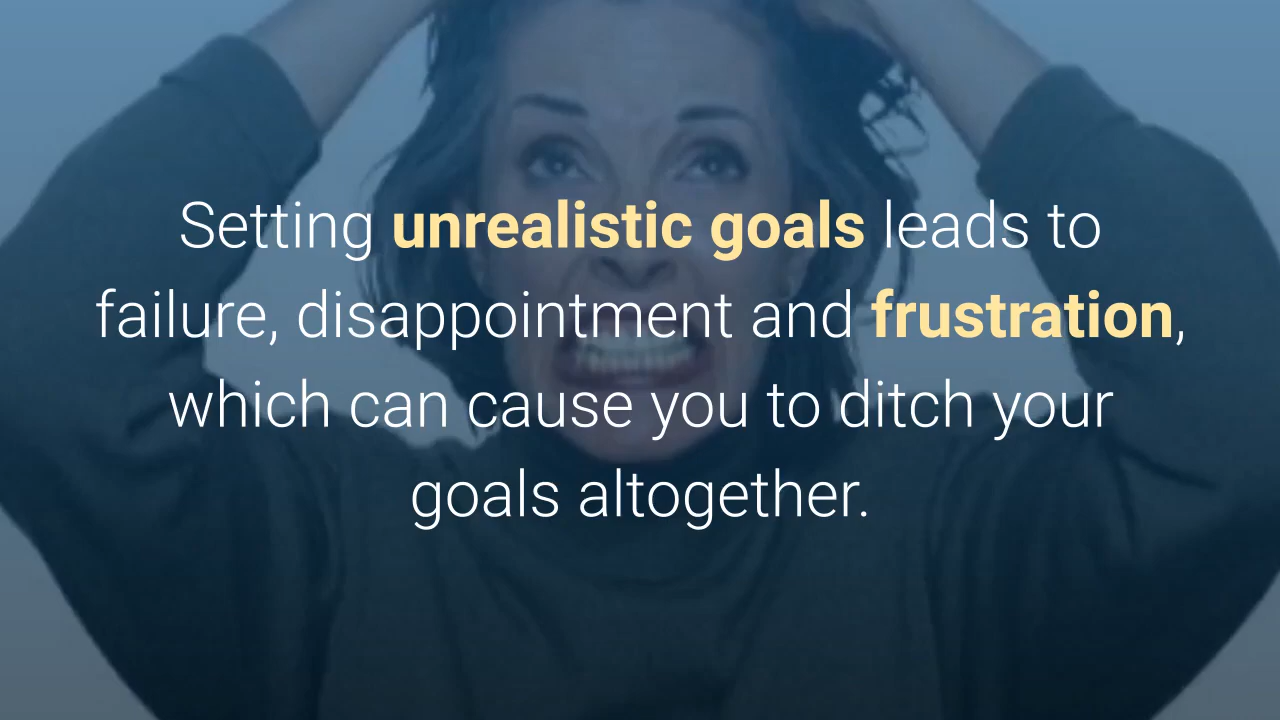 Setting unrealistic goals leads to
failure, disappointment and frustration,
which can cause you to ditch your
goals altogether.